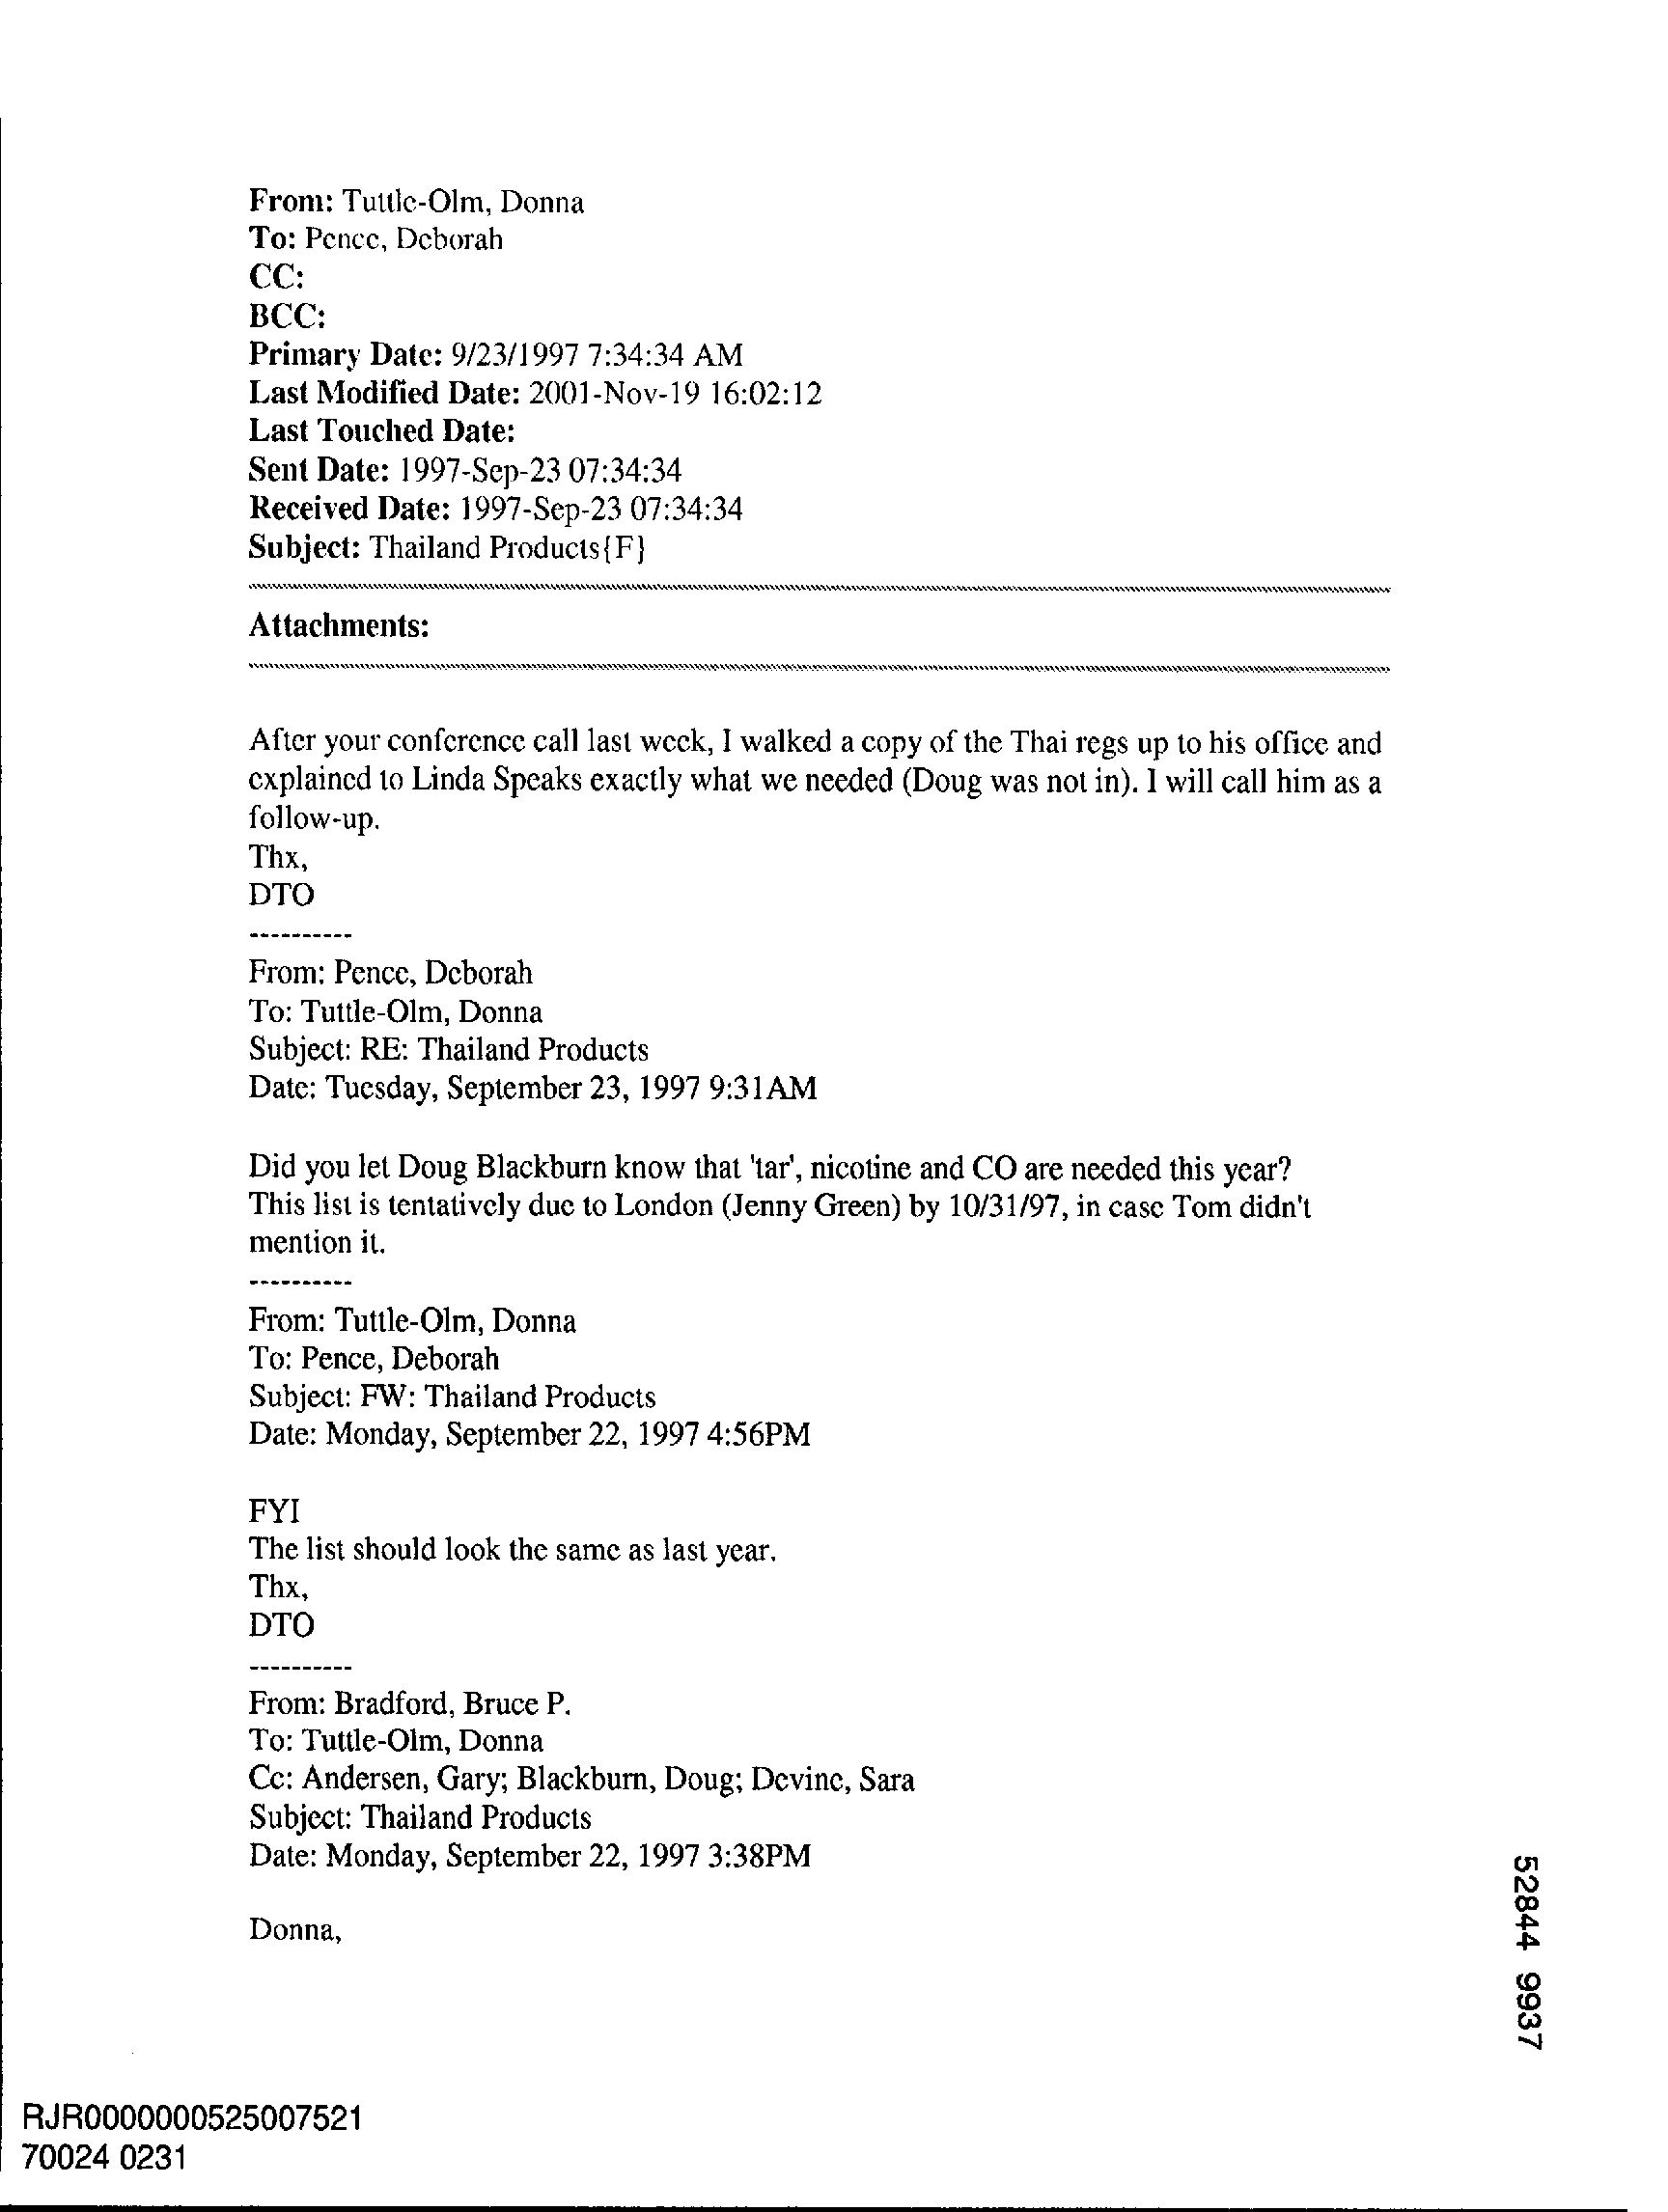 From: Tuttle-Olm, Donna
To: Pence, Deborah
CC:
BCC:
Primary Date: 9/23/1997 7:34:34 AM
Last Modified Date: 2001-Nov-19 16:02:12
Last Touched Date:
Sent Date: 1997-Sep-23 07:34:34
Received Date: 1997-Sep-23 07:34:34
Subject: Thailand Products{F}
Attachments:
After your conference call last week, I walked a copy of the Thai regs up to his office and
explained to Linda Speaks exactly what we needed (Doug was not in). I will call him as a
follow-up.
Thx,
DTO
----------
From: Pence, Deborah
To: Tuttle-Olm, Donna
Subject: RE: Thailand Products
Date: Tuesday, September 23, 1997 9:31AM
Did you let Doug Blackburn know that 'tar', nicotine and CO are needed this year?
This list is tentatively due to London (Jenny Green) by 10/31/97, in case Tom didn't
mention it.
----------
From: Tuttle-Olm, Donna
To: Pence, Deborah
Subject: FW: Thailand Products
Date: Monday, September 22, 1997 4:56PM
FYI
The list should look the same as last year.
Thx,
DTO
----------
From: Bradford, Bruce P.
To: Tuttle-Olm, Donna
Cc: Andersen, Gary; Blackburn, Doug; Devine, Sara
Subject: Thailand Products
Date: Monday, September 22, 1997 3:38PM
Donna,
52844 9937
RJR0000000525007521
70024 0231